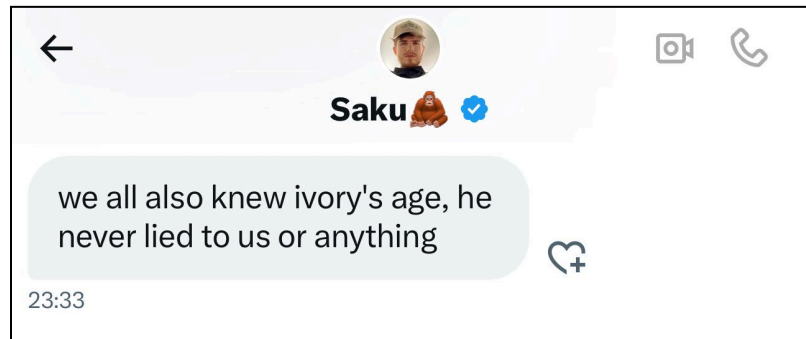 Saku🦧
we all also knew ivory's age, he
never lied to us or anything
23:33